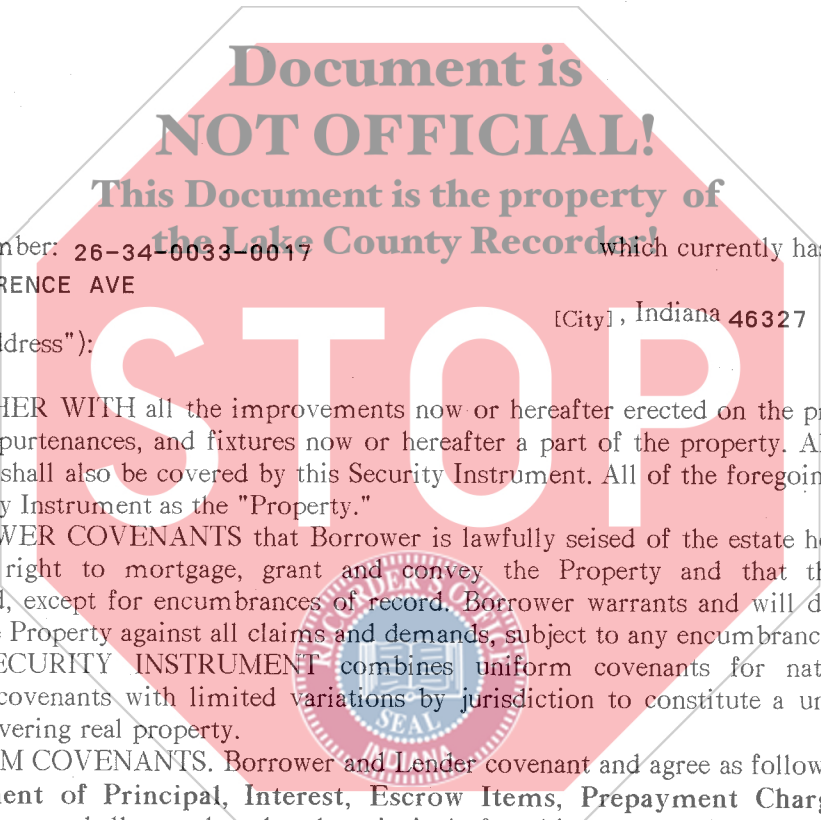 Document is
NOT OFFICIAL!
This Document is the property of
the Lake County Recorder!
mber: 26-34-0033-0017 which currently ha
RENCE AVE
[City], Indiana 46327
ddress"):
STOP
HER WITH all the improvements now or hereafter erected on the p
purtenances, and fixtures now or hereafter a part of the property. A
shall also be covered by this Security Instrument. All of the foregoin
y Instrument as the "Property."
WER COVENANTS that Borrower is lawfully seised of the estate h
right to mortgage, grant and convey the Property and that t
d, except for encumbrances of record. Borrower warrants and will d
e Property against all claims and demands, subject to any encumbranc
SECURITY INSTRUMENT combines uniform covenants for nat
covenants with limited variations by jurisdiction to constitute a u
vering real property.
RECORDER'S OFFICE
SEAL
INDIANA
M COVENANTS. Borrower and Lender covenant and agree as follow
ment of Principal, Interest, Escrow Items, Prepayment Charg